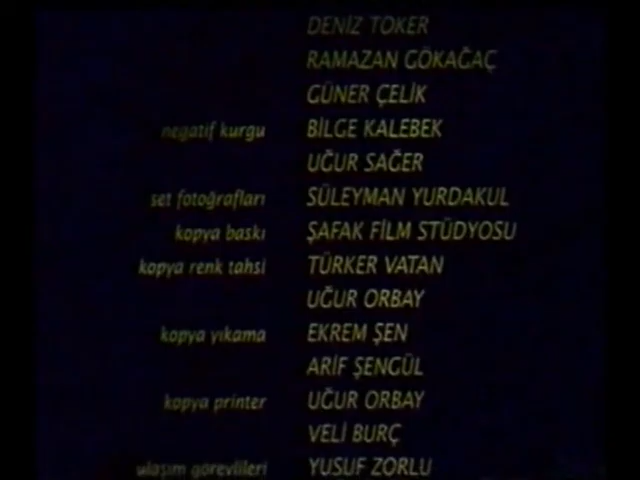 DENİZ TOKER
RAMAZAN GÖKAĞAÇ
GÜNER ÇELİK
negatif kurgu BİLGE KALEBEK
UĞUR SAĞER
set fotoğrafları SÜLEYMAN YURDAKUL
kopya baskı ŞAFAK FİLM STÜDYOSU
kopya renk tahsi TÜRKER VATAN
UĞUR ORBAY
kopya yıkama EKREM ŞEN
ARİF ŞENGÜL
kopya printer UĞUR ORBAY
VELİ BURÇ
ulaşım görevlileri YUSUF ZORLU